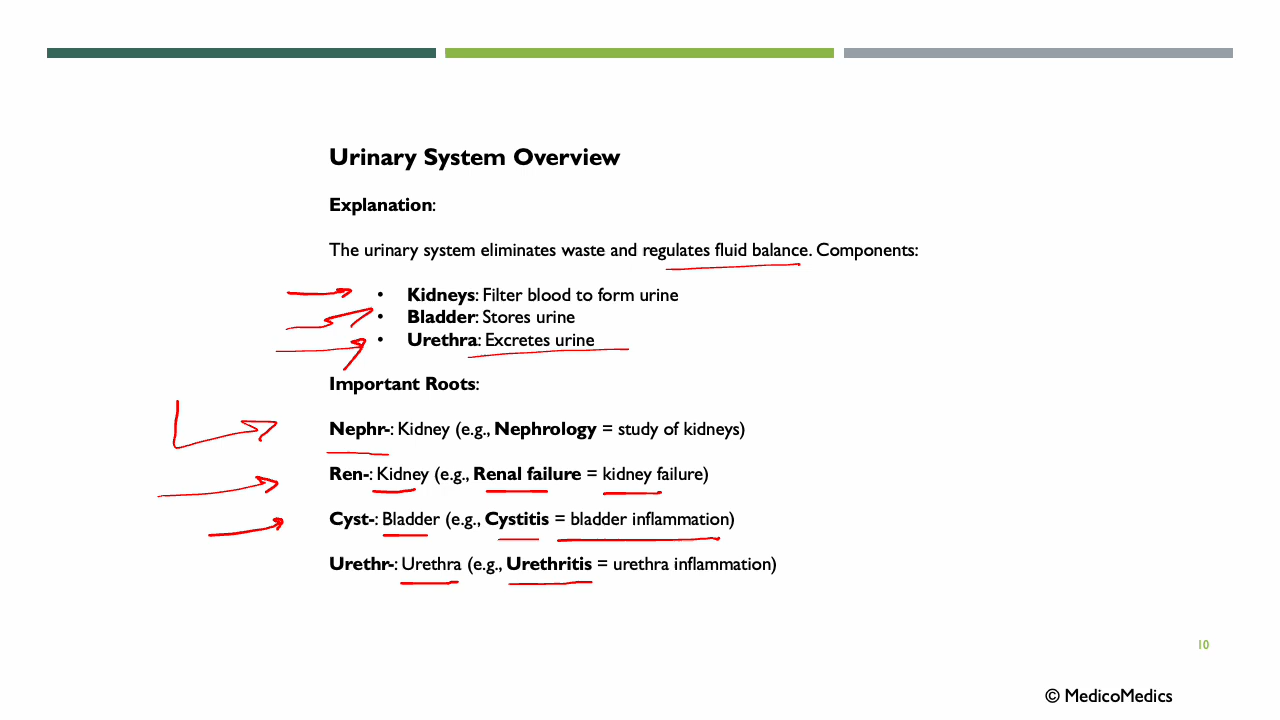 Urinary System Overview
Explanation:
The urinary system eliminates waste and regulates fluid balance. Components:
• Kidneys: Filter blood to form urine
• Bladder: Stores urine
• Urethra: Excretes urine
Important Roots:
Nephr-: Kidney (e.g., Nephrology = study of kidneys)
Ren-: Kidney (e.g., Renal failure = kidney failure)
Cyst-: Bladder (e.g., Cystitis = bladder inflammation)
Urethr-: Urethra (e.g., Urethritis = urethra inflammation)
10
© MedicoMedics